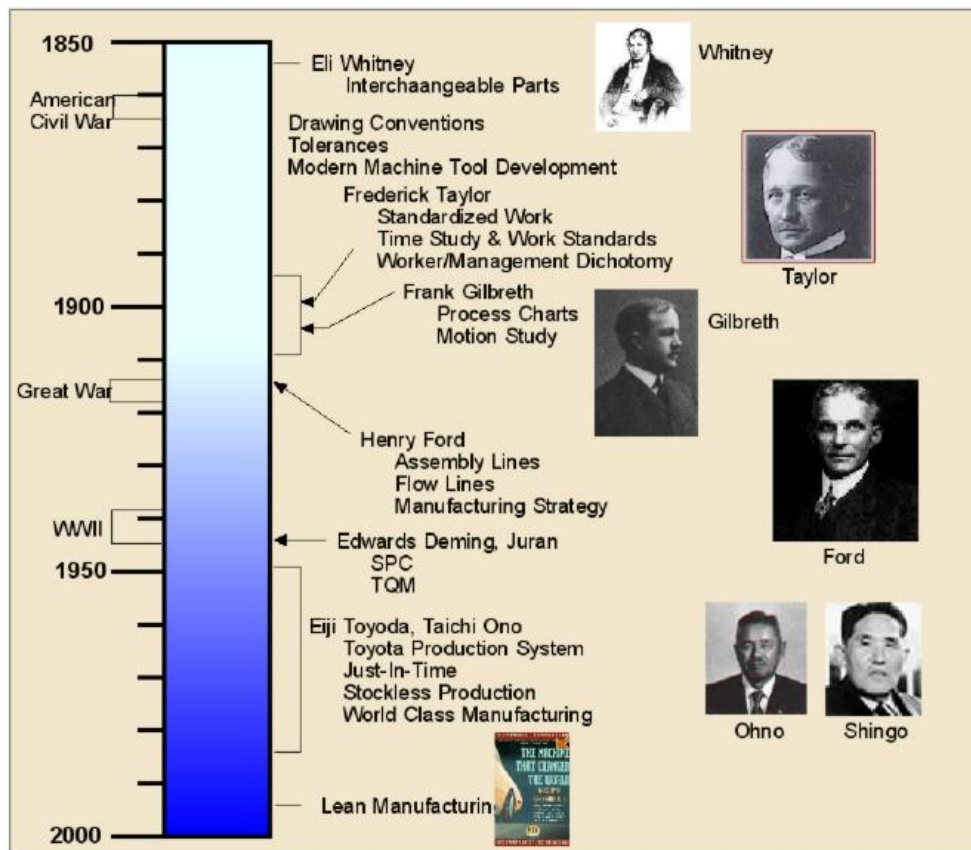 1850
Eli Whitney
Interchaangeable Parts
Whitney
American
Civil War
Drawing Conventions
Tolerances
Modern Machine Tool Development
Frederick Taylor
Standardized Work
Time Study & Work Standards
Worker/Management Dichotomy
Taylor
1900
Frank Gilbreth
Process Charts
Motion Study
Gilbreth
Great War
Henry Ford
Assembly Lines
Flow Lines
Manufacturing Strategy
Ford
WWII
Edwards Deming, Juran
SPC
TQM
1950
Eiji Toyoda, Taichi Ono
Toyota Production System
Just-In-Time
Stockless Production
World Class Manufacturing
Ohno
Shingo
THE MACHINE
THAT CHANGED
THE WORLD
Lean Manufacturing
2000